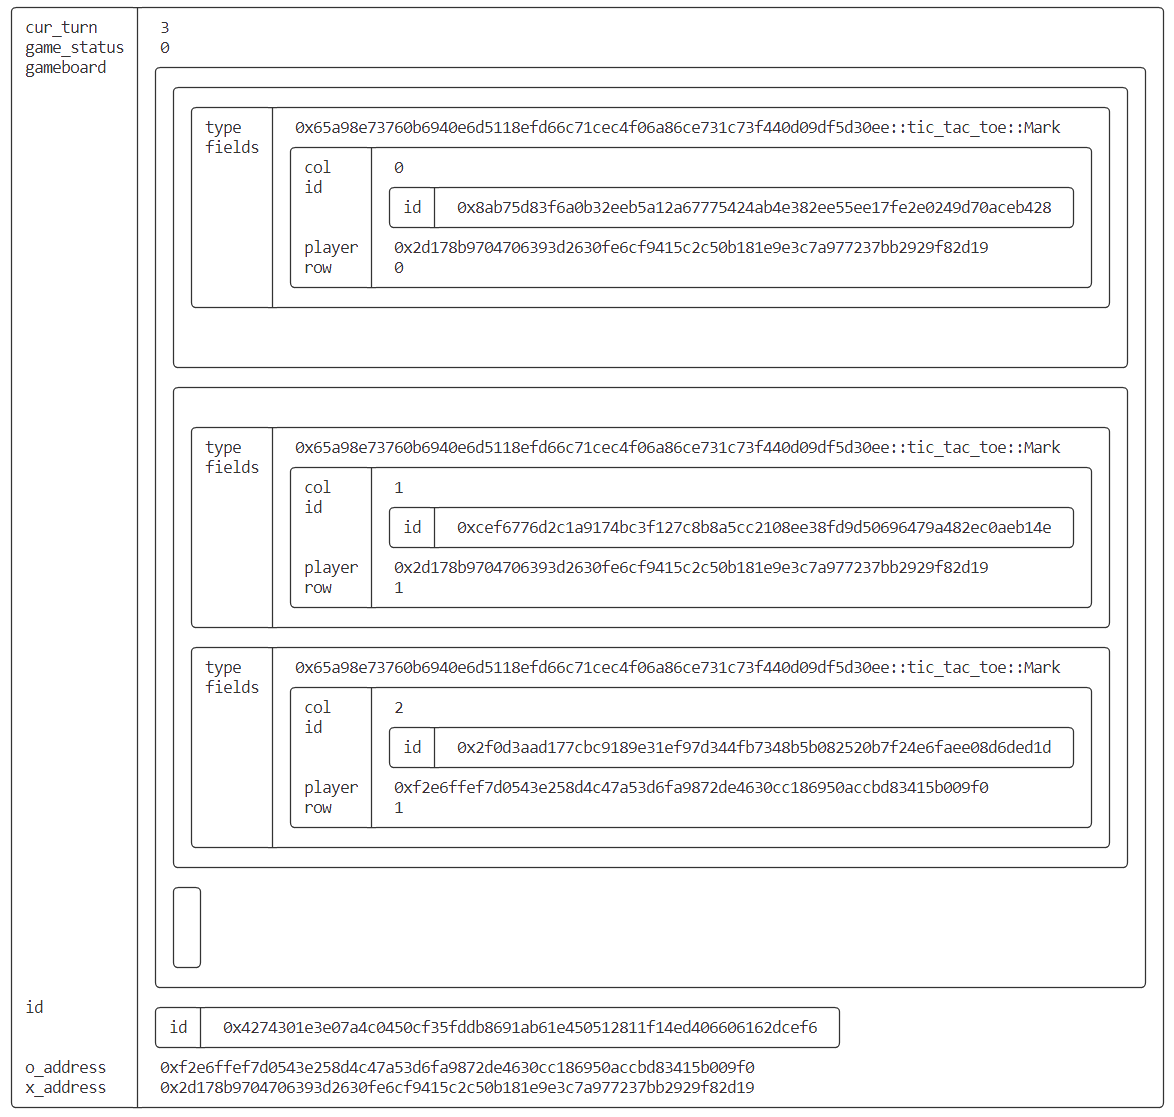 cur_turn 3
game_status 0
gameboard
type 0x65a98e73760b6940e6d5118efd66c71cec4f06a86ce731c73f440d09df5d30ee::tic_tac_toe::Mark
fields
col 0
id
id 0x8ab75d83f6a0b32eeb5a12a67775424ab4e382ee55ee17fe2e0249d70aceb428
player 0x2d178b9704706393d2630fe6cf9415c2c50b181e9e3c7a977237bb2929f82d19
row 0
type 0x65a98e73760b6940e6d5118efd66c71cec4f06a86ce731c73f440d09df5d30ee::tic_tac_toe::Mark
fields
col 1
id
id 0xcef6776d2c1a9174bc3f127c8b8a5cc2108ee38fd9d50696479a482ec0aeb14e
player 0x2d178b9704706393d2630fe6cf9415c2c50b181e9e3c7a977237bb2929f82d19
row 1
type 0x65a98e73760b6940e6d5118efd66c71cec4f06a86ce731c73f440d09df5d30ee::tic_tac_toe::Mark
fields
col 2
id
id 0x2f0d3aad177cbc9189e31ef97d344fb7348b5b082520b7f24e6faee08d6ded1d
player 0xf2e6ffef7d0543e258d4c47a53d6fa9872de4630cc186950accbd83415b009f0
row 1
id
id 0x4274301e3e07a4c0450cf35fddb8691ab61e450512811f14ed406606162dcef6
o_address 0xf2e6ffef7d0543e258d4c47a53d6fa9872de4630cc186950accbd83415b009f0
x_address 0x2d178b9704706393d2630fe6cf9415c2c50b181e9e3c7a977237bb2929f82d19